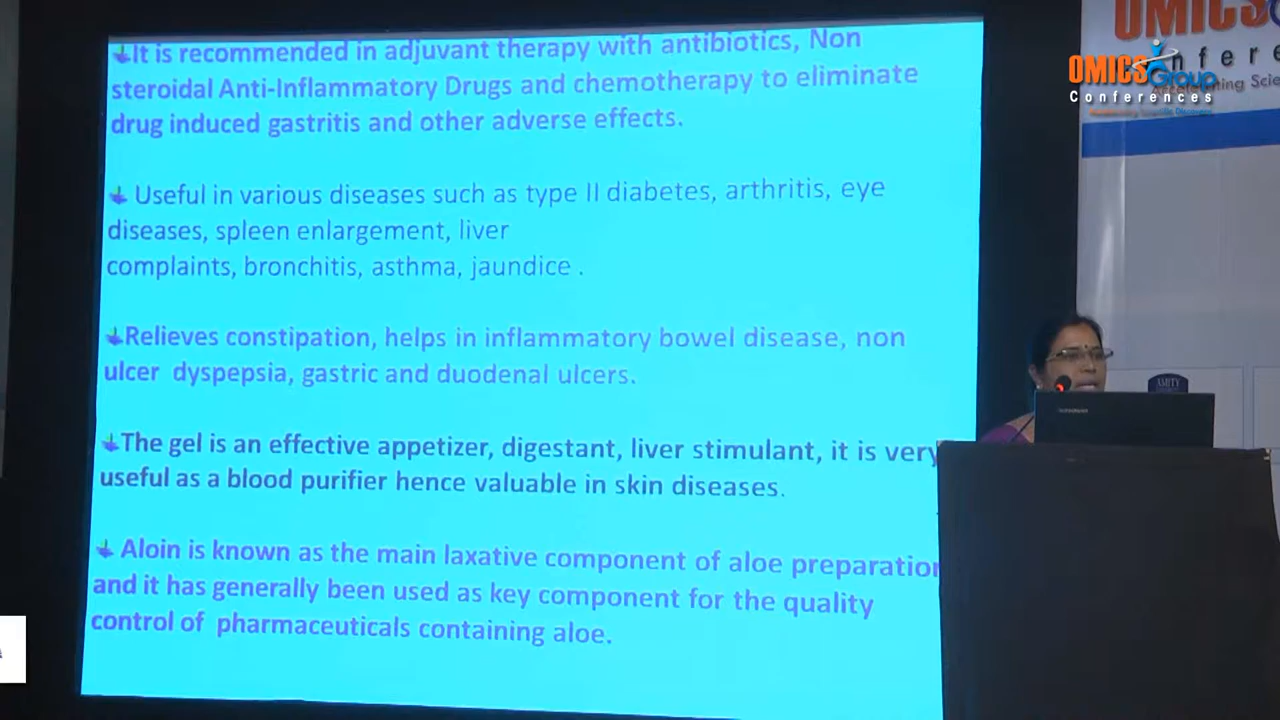 It is recommended in adjuvant therapy with antibiotics, Non
steroidal Anti-Inflammatory Drugs and chemotherapy to eliminate
drug induced gastritis and other adverse effects.
Useful in various diseases such as type II diabetes, arthritis, eye
diseases, spleen enlargement, liver
complaints, bronchitis, asthma, jaundice .
Relieves constipation, helps in inflammatory bowel disease, non
ulcer dyspepsia, gastric and duodenal ulcers.
The gel is an effective appetizer, digestant, liver stimulant, it is very
useful as a blood purifier hence valuable in skin diseases.
Aloin is known as the main laxative component of aloe preparation
and it has generally been used as key component for the quality
control of pharmaceuticals containing aloe.
OMICS
OMICS Group
Conferences
AMITY